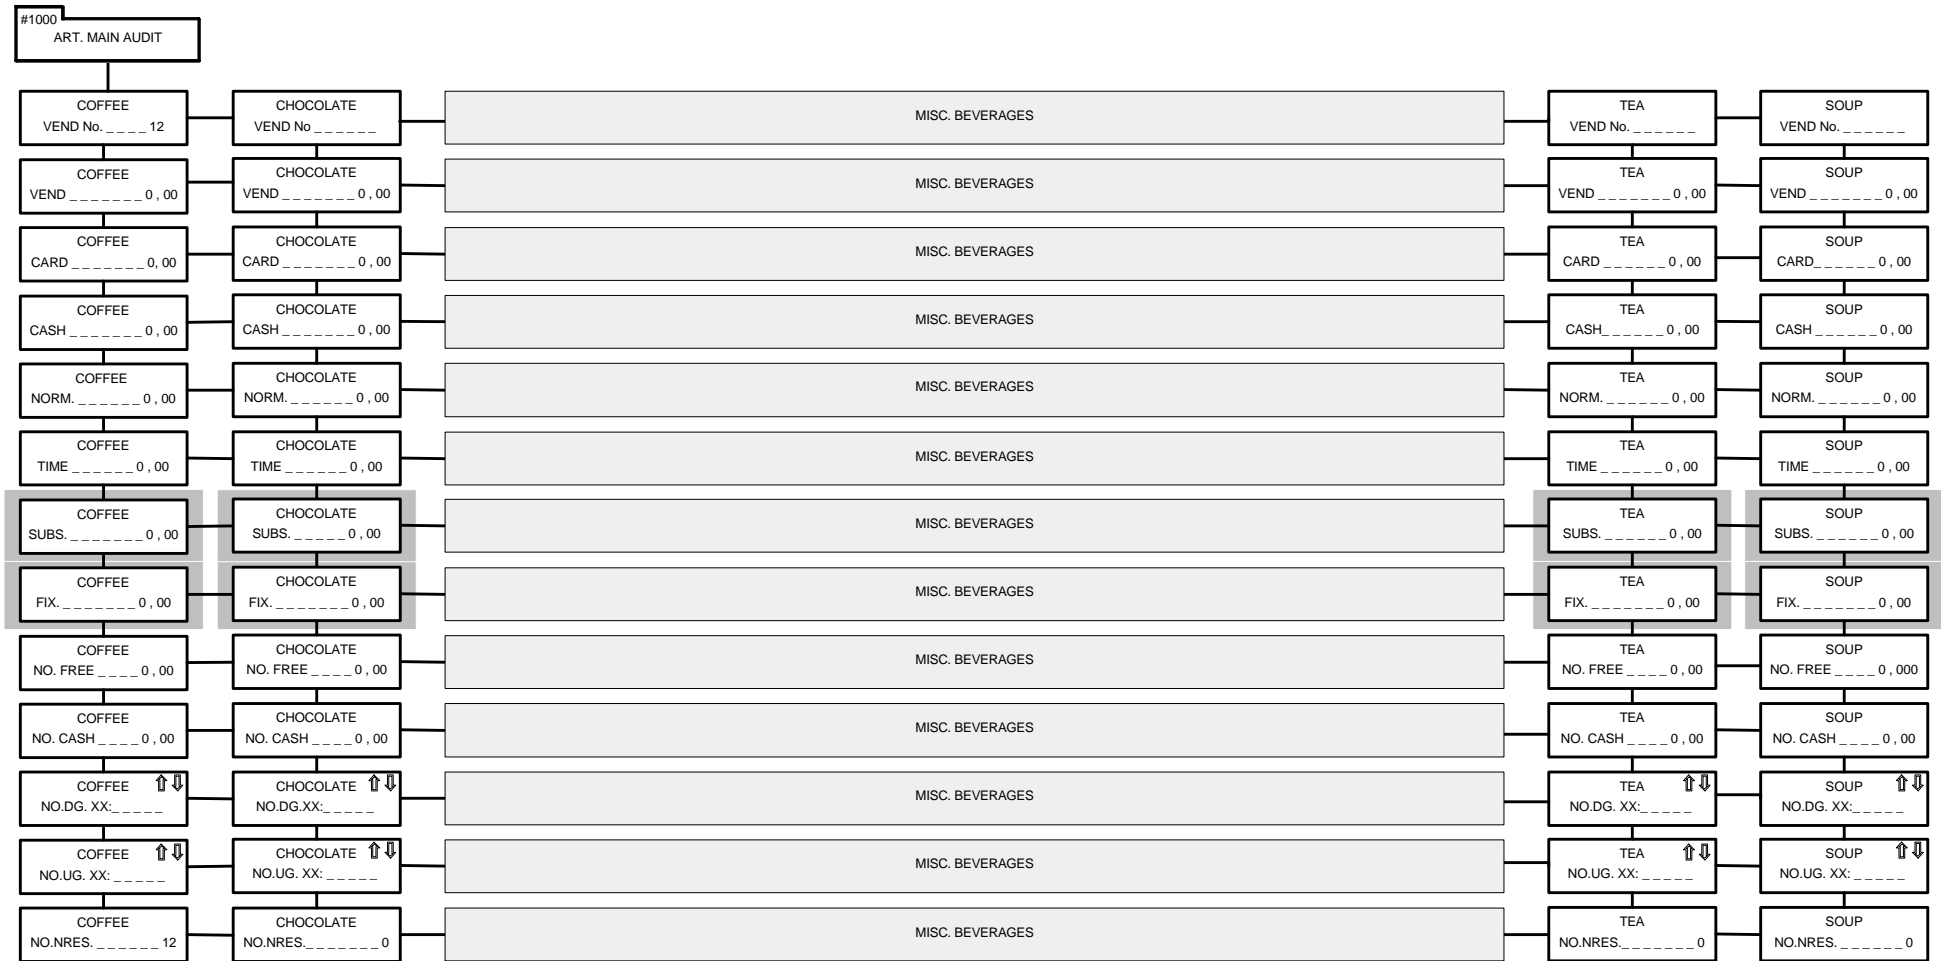 #1000
ART. MAIN AUDIT
COFFEE
VEND No. _ _ _ _ 12
CHOCOLATE
VEND No _ _ _ _ _ _
MISC. BEVERAGES
TEA
VEND No. _ _ _ _ _ _
SOUP
VEND No. _ _ _ _ _ _
COFFEE
VEND _ _ _ _ _ _ _ 0 , 00
CHOCOLATE
VEND _ _ _ _ _ _ _ 0 , 00
MISC. BEVERAGES
TEA
VEND _ _ _ _ _ _ _ 0 , 00
SOUP
VEND _ _ _ _ _ _ _ 0 , 00
COFFEE
CARD _ _ _ _ _ _ _ 0, 00
CHOCOLATE
CARD _ _ _ _ _ _ _ 0 , 00
MISC. BEVERAGES
TEA
CARD _ _ _ _ _ _ 0 , 00
SOUP
CARD_ _ _ _ _ _ 0 , 00
COFFEE
CASH _ _ _ _ _ _ _ 0 , 00
CHOCOLATE
CASH _ _ _ _ _ _ _ 0 , 00
MISC. BEVERAGES
TEA
CASH_ _ _ _ _ _ 0 , 00
SOUP
CASH _ _ _ _ _ _ 0 , 00
COFFEE
NORM. _ _ _ _ _ _ 0 , 00
CHOCOLATE
NORM. _ _ _ _ _ _ 0 , 00
MISC. BEVERAGES
TEA
NORM. _ _ _ _ _ _ 0 , 00
SOUP
NORM. _ _ _ _ _ _ 0 , 00
COFFEE
TIME _ _ _ _ _ _ 0 , 00
CHOCOLATE
TIME _ _ _ _ _ _ 0 , 00
MISC. BEVERAGES
TEA
TIME _ _ _ _ _ _ 0 , 00
SOUP
TIME _ _ _ _ _ _ 0 , 00
COFFEE
SUBS. _ _ _ _ _ _ _ 0 , 00
CHOCOLATE
SUBS. _ _ _ _ _ 0 , 00
MISC. BEVERAGES
TEA
SUBS. _ _ _ _ _ _ 0 , 00
SOUP
SUBS. _ _ _ _ _ _ 0 , 00
COFFEE
FIX. _ _ _ _ _ _ _ 0 , 00
CHOCOLATE
FIX. _ _ _ _ _ _ _ 0 , 00
MISC. BEVERAGES
TEA
FIX. _ _ _ _ _ _ _ 0 , 00
SOUP
FIX. _ _ _ _ _ _ _ 0 , 00
COFFEE
NO. FREE _ _ _ _ 0 , 00
CHOCOLATE
NO. FREE _ _ _ _ 0 , 00
MISC. BEVERAGES
TEA
NO. FREE _ _ _ _ 0 , 00
SOUP
NO. FREE _ _ _ _ 0 , 000
COFFEE
NO. CASH _ _ _ _ 0 , 00
CHOCOLATE
NO. CASH _ _ _ _ 0 , 00
MISC. BEVERAGES
TEA
NO. CASH _ _ _ _ 0 , 00
SOUP
NO. CASH _ _ _ _ 0 , 00
COFFEE ⇧⇩
NO.DG. XX:_ _ _ _ _
CHOCOLATE ⇧⇩
NO.DG.XX:_ _ _ _ _
MISC. BEVERAGES
TEA ⇧⇩
NO.DG. XX:_ _ _ _ _
SOUP ⇧⇩
NO.DG. XX:_ _ _ _ _
COFFEE ⇧⇩
NO.UG. XX: _ _ _ _ _
CHOCOLATE ⇧⇩
NO.UG. XX: _ _ _ _ _
MISC. BEVERAGES
TEA ⇧⇩
NO.UG. XX: _ _ _ _ _
SOUP ⇧⇩
NO.UG. XX: _ _ _ _ _
COFFEE
NO.NRES. _ _ _ _ _ _ 12
CHOCOLATE
NO.NRES._ _ _ _ _ _ _ 0
MISC. BEVERAGES
TEA
NO.NRES._ _ _ _ _ _ _ 0
SOUP
NO.NRES. _ _ _ _ _ _ 0